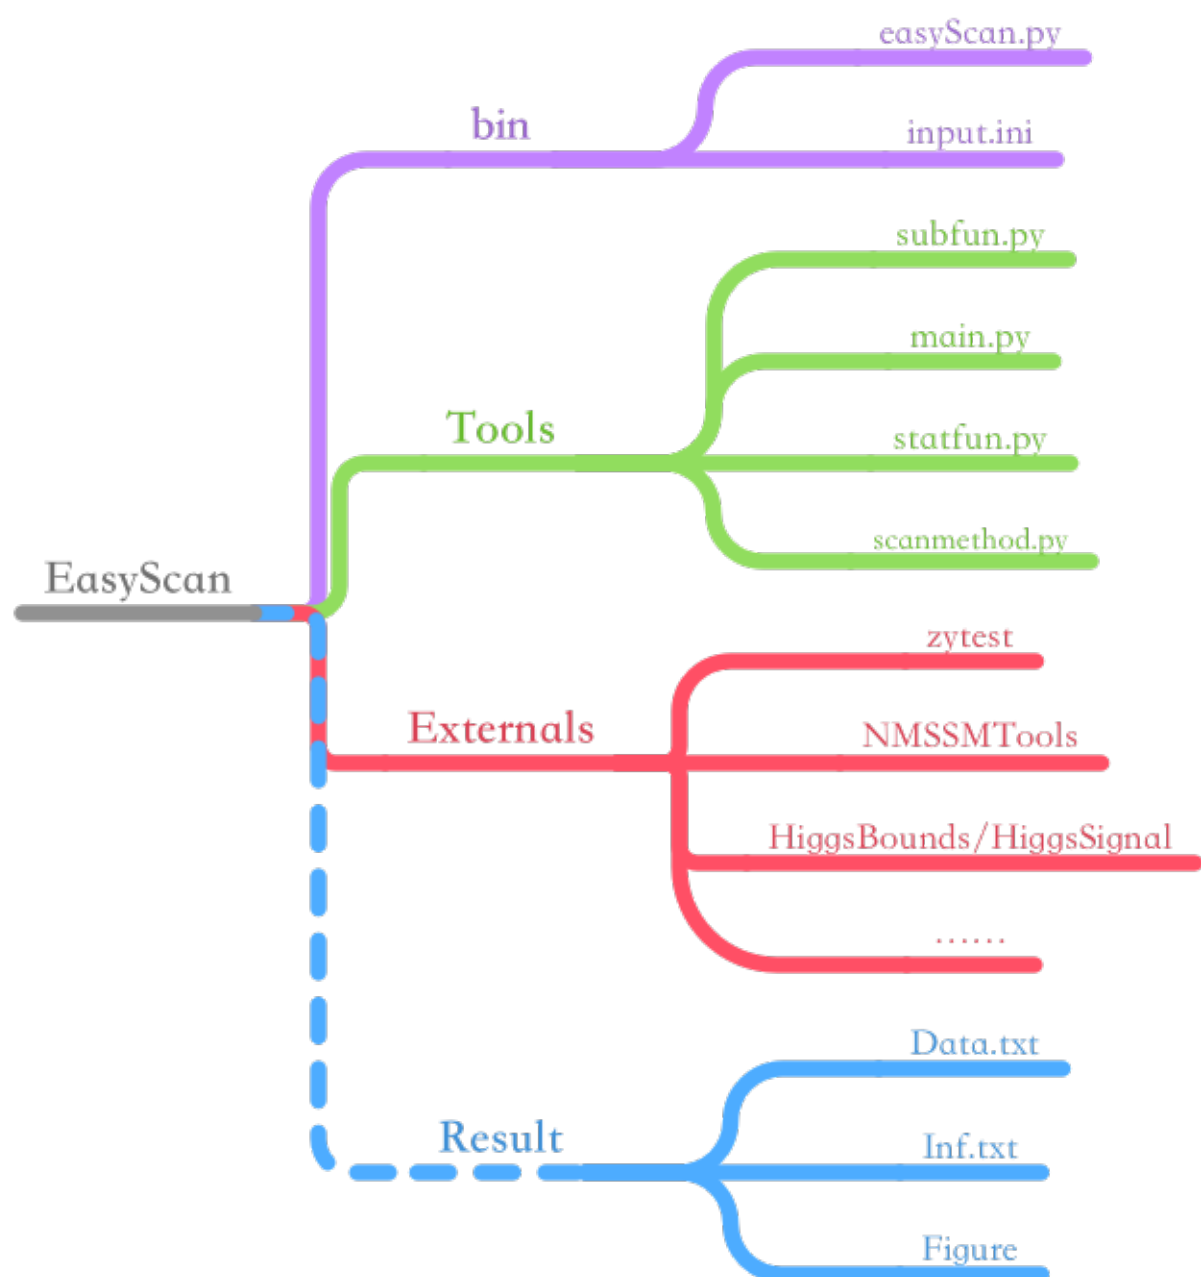 easyScan.py
bin
input.ini
subfun.py
main.py
Tools
statfun.py
scanmethod.py
EasyScan
zytest
Externals
NMSSMTools
HiggsBounds/HiggsSignal
......
Data.txt
Result
Inf.txt
Figure